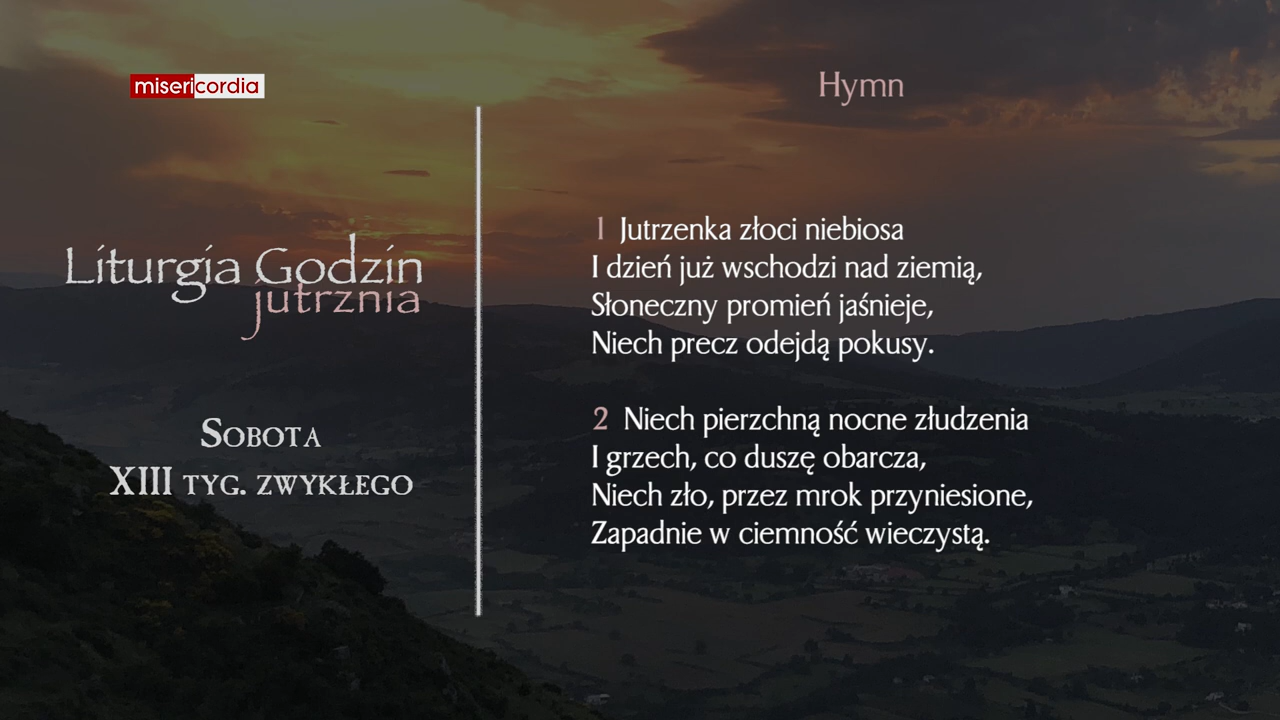 misericordia
Liturgia Godzin
jutrznia
Sobota
XIII tyg. zwykłego
Hymn
1 Jutrzenka złoci niebiosa
I dzień już wschodzi nad ziemią,
Słoneczny promień jaśnieje,
Niech precz odejdą pokusy.
2 Niech pierzchną nocne złudzenia
I grzech, co duszę obarcza,
Niech zło, przez mrok przyniesione,
Zapadnie w ciemność wieczystą.